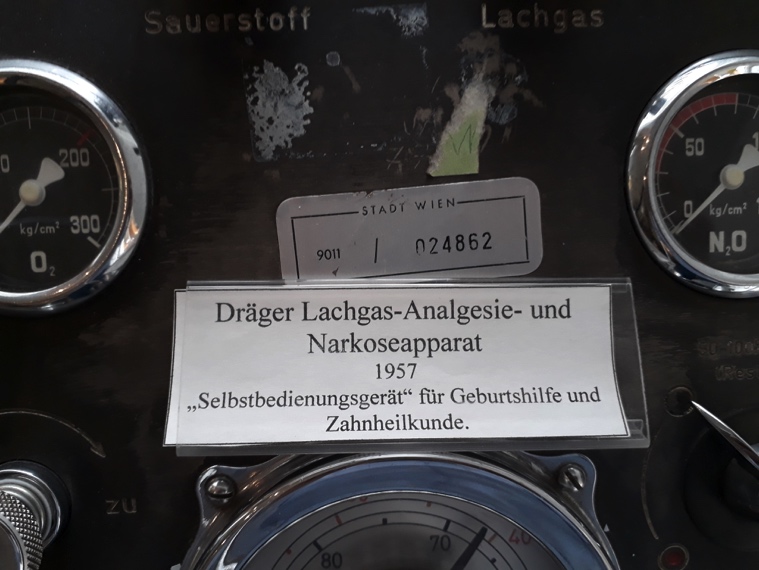 Sauerstoff Lachgas
200
300
kg/cm²
O₂
50
0
kg/cm²
N₂O
STADT WIEN
9011 / 024862
Dräger Lachgas-Analgesie- und
Narkoseapparat
1957
„Selbstbedienungsgerät“ für Geburtshilfe und
Zahnheilkunde.
zu
80
70
40